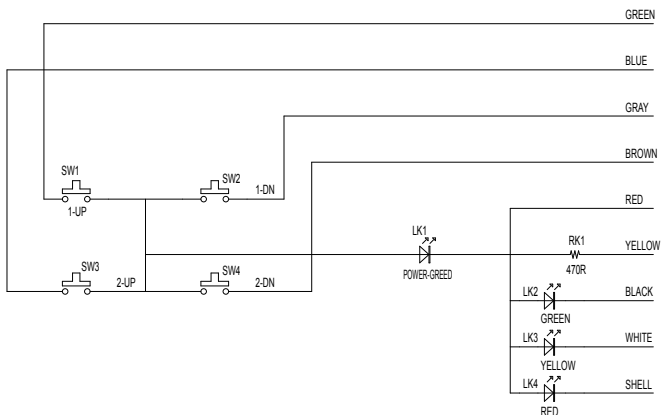 GREEN
BLUE
GRAY
BROWN
SW1
SW2
1-DN
1-UP
RED
LK1
RK1
YELLOW
POWER-GREED
470R
SW3
2-UP
SW4
2-DN
LK2
BLACK
GREEN
LK3
WHITE
YELLOW
LK4
SHELL
RED